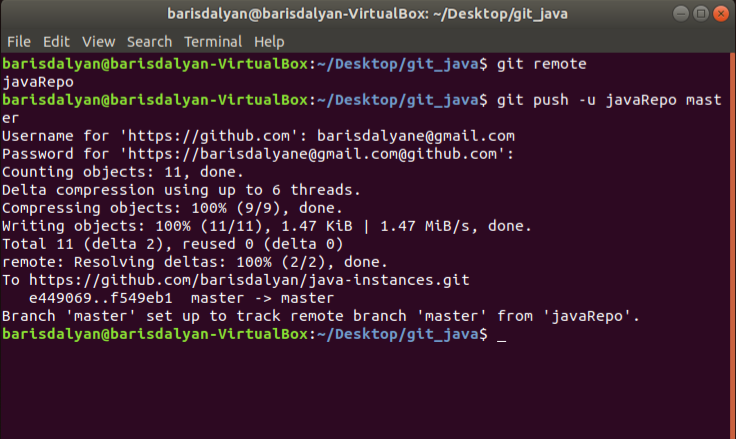 barisdalyan@barisdalyan-VirtualBox: ~/Desktop/git_java
File Edit View Search Terminal Help
barisdalyan@barisdalyan-VirtualBox:~/Desktop/git_java$ git remote
javaRepo
barisdalyan@barisdalyan-VirtualBox:~/Desktop/git_java$ git push -u javaRepo mast
er
Username for 'https://github.com': barisdalyane@gmail.com
Password for 'https://barisdalyane@gmail.com@github.com':
Counting objects: 11, done.
Delta compression using up to 6 threads.
Compressing objects: 100% (9/9), done.
Writing objects: 100% (11/11), 1.47 KiB | 1.47 MiB/s, done.
Total 11 (delta 2), reused 0 (delta 0)
remote: Resolving deltas: 100% (2/2), done.
To https://github.com/barisdalyan/java-instances.git
   e449069..f549eb1  master -> master
Branch 'master' set up to track remote branch 'master' from 'javaRepo'.
barisdalyan@barisdalyan-VirtualBox:~/Desktop/git_java$ _